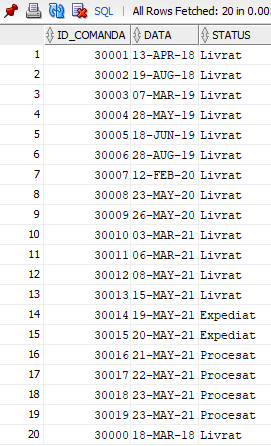 SQL | All Rows Fetched: 20 in 0.00
ID_COMANDA DATA STATUS
1 30001 13-APR-18 Livrat
2 30002 19-AUG-18 Livrat
3 30003 07-MAR-19 Livrat
4 30004 28-MAY-19 Livrat
5 30005 18-JUN-19 Livrat
6 30006 28-AUG-19 Livrat
7 30007 12-FEB-20 Livrat
8 30008 23-MAY-20 Livrat
9 30009 26-MAY-20 Livrat
10 30010 03-MAR-21 Livrat
11 30011 06-MAR-21 Livrat
12 30012 08-MAY-21 Livrat
13 30013 15-MAY-21 Livrat
14 30014 19-MAY-21 Expediat
15 30015 20-MAY-21 Expediat
16 30016 21-MAY-21 Procesat
17 30017 22-MAY-21 Procesat
18 30018 23-MAY-21 Procesat
19 30019 23-MAY-21 Procesat
20 30000 18-MAR-18 Livrat